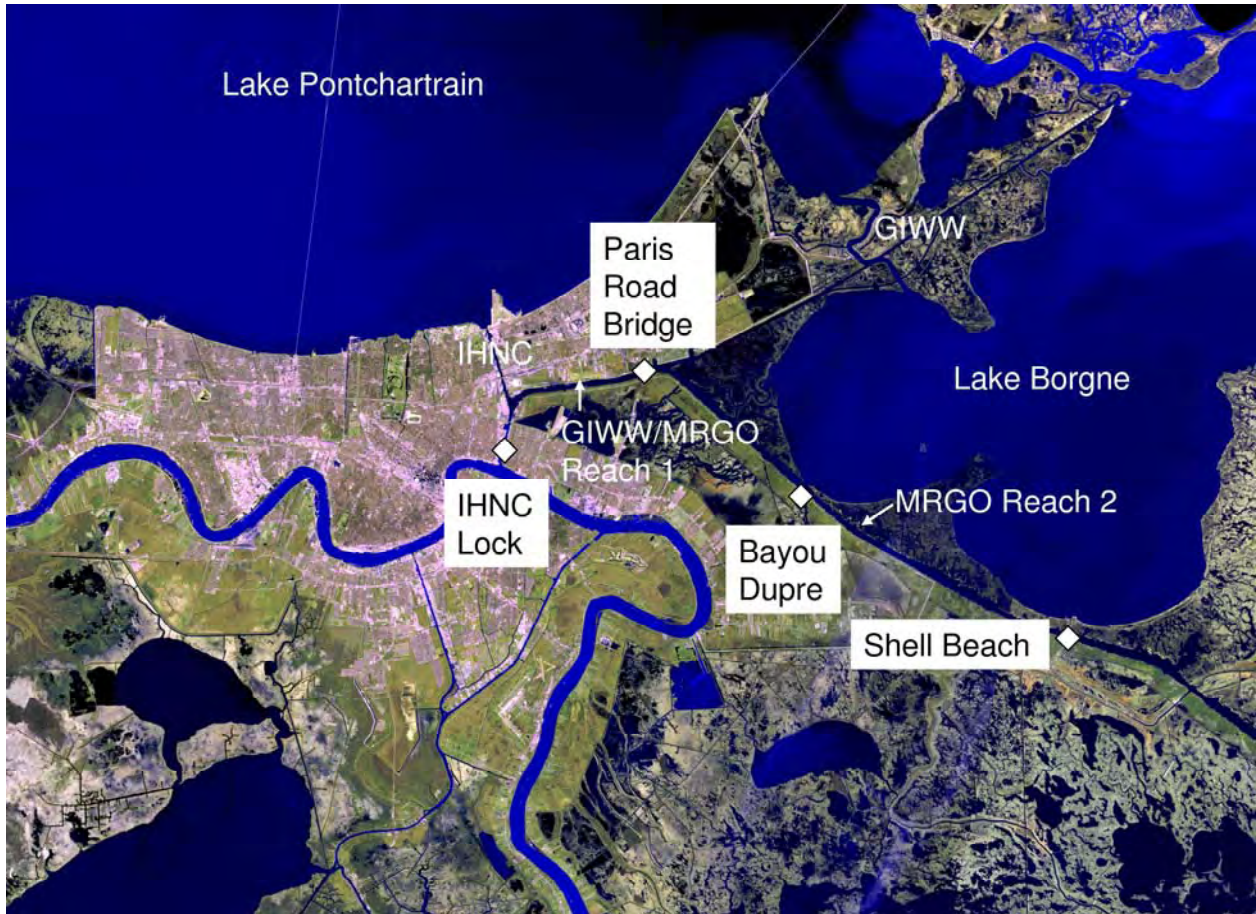 Lake Pontchartrain
GIWW
Paris
Road
Bridge
IHNC
Lake Borgne
GIWW/MRGO
Reach 1
IHNC
Lock
MRGO Reach 2
Bayou
Dupre
Shell Beach